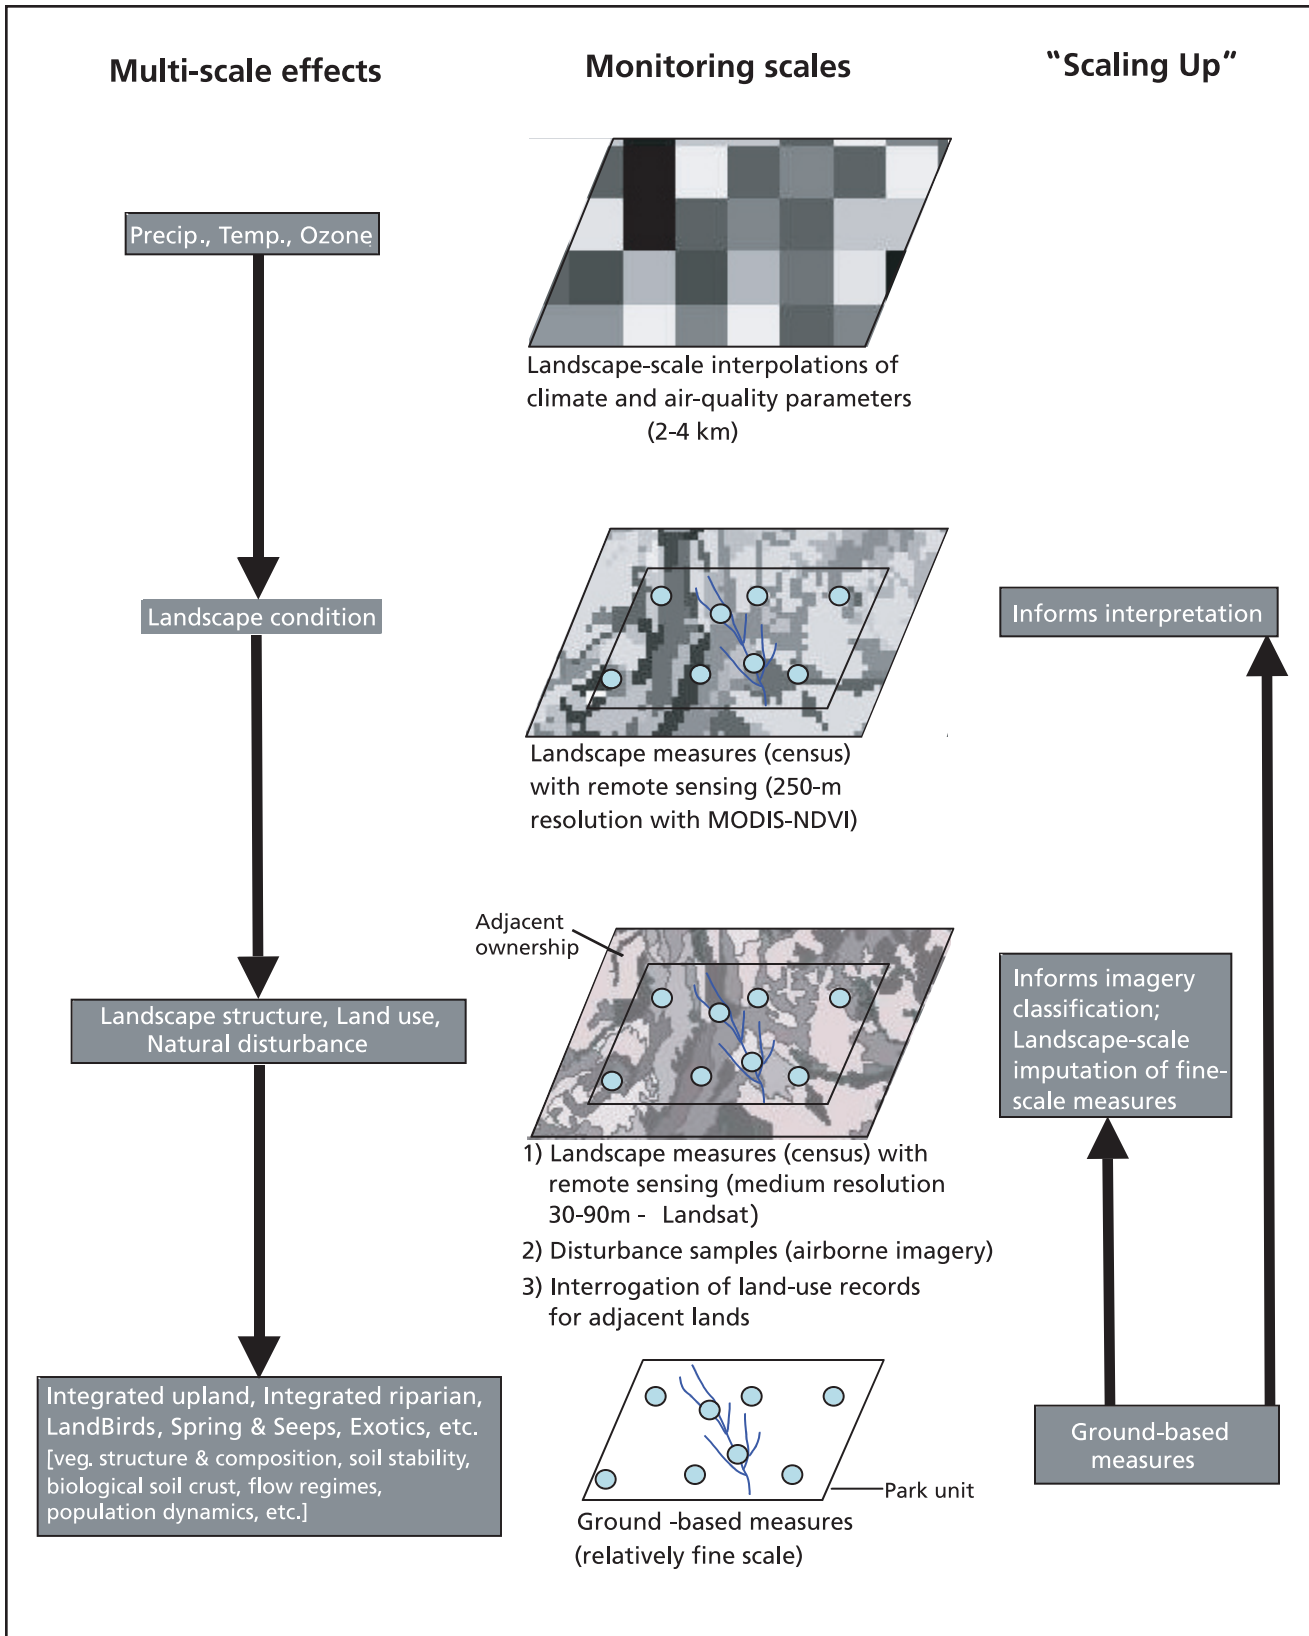 Multi-scale effects
Monitoring scales
"Scaling Up"
Precip., Temp., Ozone
Landscape-scale interpolations of
climate and air-quality parameters
(2-4 km)
Landscape condition
Landscape measures (census)
with remote sensing (250-m
resolution with MODIS-NDVI)
Informs interpretation
Adjacent
ownership
Landscape structure, Land use,
Natural disturbance
1) Landscape measures (census) with
remote sensing (medium resolution
30-90m - Landsat)
2) Disturbance samples (airborne imagery)
3) Interrogation of land-use records
for adjacent lands
Informs imagery
classification;
Landscape-scale
imputation of fine-
scale measures
Integrated upland, Integrated riparian,
LandBirds, Spring & Seeps, Exotics, etc.
[veg. structure & composition, soil stability,
biological soil crust, flow regimes,
population dynamics, etc.]
Park unit
Ground -based measures
(relatively fine scale)
Ground-based
measures